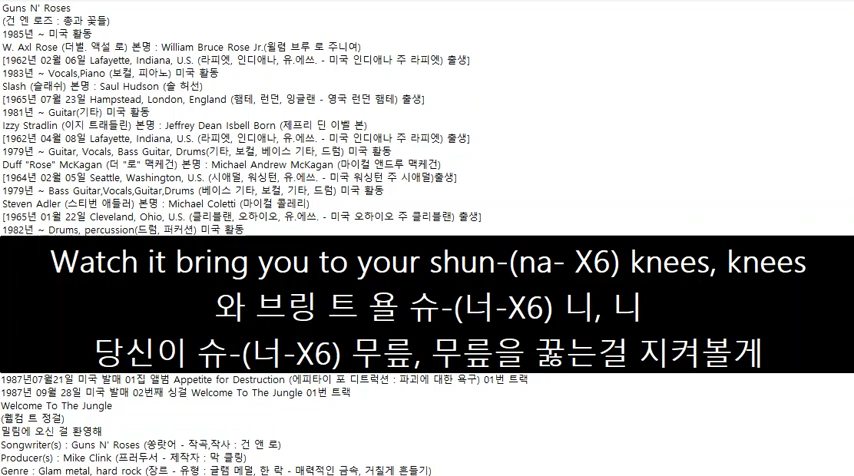 Guns N' Roses
(건 엔 로즈 : 총과 꽃들)
1985년 ~ 미국 활동
W. Axl Rose (더벌. 액설 로) 본명 : William Bruce Rose Jr.(윌럼 브루 로 주니여)
[1962년 02월 06일 Lafayette, Indiana, U.S. (라피엣, 인디애나, 유.에쓰. - 미국 인디애나 주 라피엣) 출생]
1983년 ~ Vocals,Piano (보컬, 피아노) 미국 활동
Slash (슬래쉬) 본명 : Saul Hudson (솔 허선)
[1965년 07월 23일 Hampstead, London, England (햄테, 런던, 잉글랜 - 영국 런던 햄테) 출생]
1981년 ~ Guitar(기타) 미국 활동
Izzy Stradlin (이지 트래들린) 본명 : Jeffrey Dean Isbell Born (제프리 딘 이벨 본)
[1962년 04월 08일 Lafayette, Indiana, U.S. (라피엣, 인디애나, 유.에쓰. - 미국 인디애나 주 라피엣) 출생]
1979년 ~ Guitar, Vocals, Bass Guitar, Drums(기타, 보컬, 베이스 기타, 드럼) 미국 활동
Duff "Rose" McKagan (더 "로" 맥케건) 본명 : Michael Andrew McKagan (마이컬 앤드루 맥케건)
[1964년 02월 05일 Seattle, Washington, U.S. (시애덜, 워싱턴, 유.에쓰. - 미국 워싱턴 주 시애덜)출생]
1979년 ~ Bass Guitar,Vocals,Guitar,Drums (베이스 기타, 보컬, 기타, 드럼) 미국 활동
Steven Adler (스티번 애들러) 본명 : Michael Coletti (마이컬 콜레리)
[1965년 01월 22일 Cleveland, Ohio, U.S. (클리블랜, 오하이오, 유.에쓰. - 미국 오하이오 주 클리블랜) 출생]
1982년 ~ Drums, percussion(드럼, 퍼커션) 미국 활동
Watch it bring you to your shun-(na- X6) knees, knees
와 브링 트 욜 슈-(너-X6) 니, 니
당신이 슈-(너-X6) 무릎, 무릎을 꿇는걸 지켜볼게
1987년07월21일 미국 발매 01집 앨범 Appetite for Destruction (에피타이 포 디트럭션 : 파괴에 대한 욕구) 01번 트랙
1987년 09월 28일 미국 발매 02번째 싱걸 Welcome To The Jungle 01번 트랙
Welcome To The Jungle
(웰컴 트 정걸)
밀림에 오신 걸 환영해
Songwriter(s) : Guns N' Roses (쏭랏어 - 작곡,작사 : 건 앤 로)
Producer(s) : Mike Clink (프러두서 - 제작자 : 막 클링)
Genre : Glam metal, hard rock (장트 - 유형 : 글램 메덜, 한 락 - 매력적인 금속, 거칠게 흔들기)